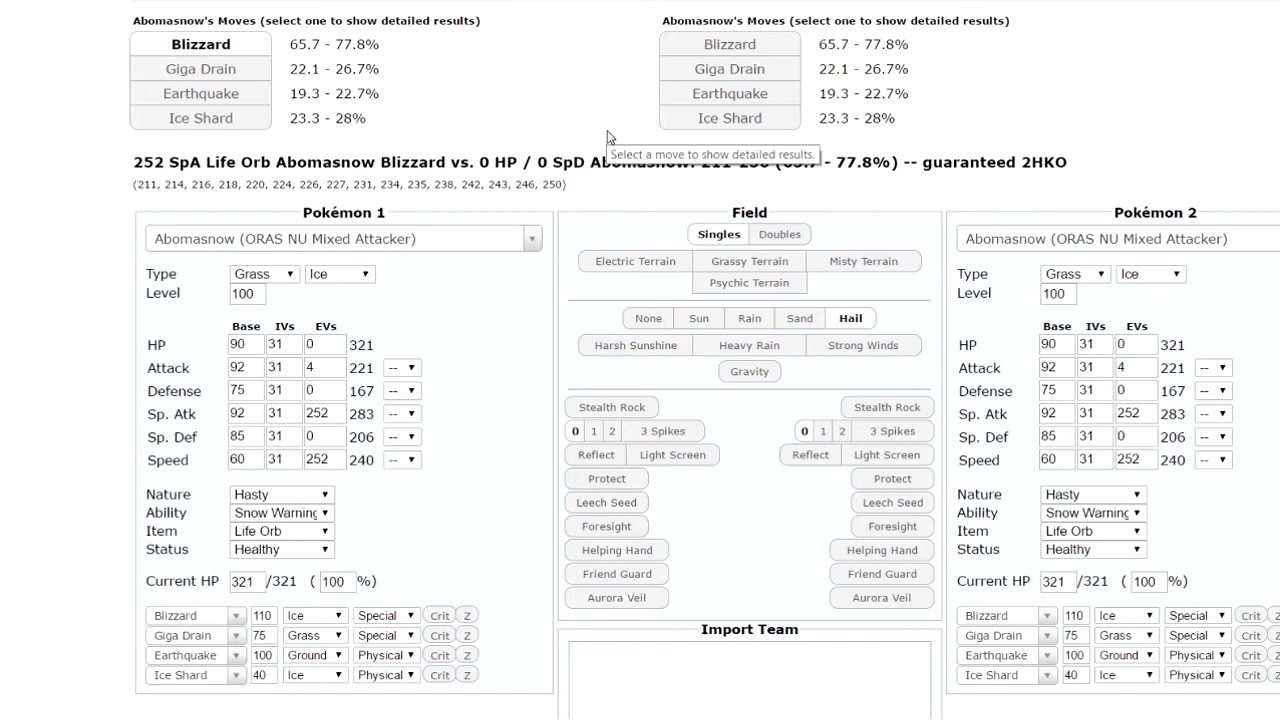 Abomasnow's Moves (select one to show detailed results) Abomasnow's Moves (select one to show detailed results)
Blizzard 65.7 - 77.8% Blizzard 65.7 - 77.8%
Giga Drain 22.1 - 26.7% Giga Drain 22.1 - 26.7%
Earthquake 19.3 - 22.7% Earthquake 19.3 - 22.7%
Ice Shard 23.3 - 28% Ice Shard 23.3 - 28%
252 SpA Life Orb Abomasnow Blizzard vs. 0 HP / 0 SpD - 77.8%) -- guaranteed 2HKO
Select a move to show detailed results.
(211, 214, 216, 218, 220, 224, 226, 227, 231, 234, 235, 238, 242, 243, 246, 250)
Pokémon 1 Field Pokémon 2
Abomasnow (ORAS NU Mixed Attacker) Singles Doubles Abomasnow (ORAS NU Mixed Attacker)
Electric Terrain Grassy Terrain Misty Terrain
Type Grass Ice Psychic Terrain Type Grass Ice
Level 100 Level 100
None Sun Rain Sand Hail
Base IVs EVs Base IVs EVs
HP 90 31 0 321 Harsh Sunshine Heavy Rain Strong Winds HP 90 31 0 321
Attack 92 31 4 221 -- Gravity Attack 92 31 4 221 --
Defense 75 31 0 167 -- Defense 75 31 0 167 --
Sp. Atk 92 31 252 283 -- Stealth Rock Stealth Rock Sp. Atk 92 31 252 283 --
Sp. Def 85 31 0 206 -- 0 1 2 3 Spikes 0 1 2 3 Spikes Sp. Def 85 31 0 206 --
Speed 60 31 252 240 -- Reflect Light Screen Reflect Light Screen Speed 60 31 252 240 --
Protect Protect
Nature Hasty Leech Seed Leech Seed Nature Hasty
Ability Snow Warning Ability Snow Warning
Item Life Orb Foresight Foresight Item Life Orb
Status Healthy Helping Hand Helping Hand Status Healthy
Current HP 321 /321 ( 100 %) Friend Guard Friend Guard Current HP 321 /321 ( 100 %)
Aurora Veil Aurora Veil
Blizzard 110 Ice Special Crit Z Blizzard 110 Ice Special Crit Z
Giga Drain 75 Grass Special Crit Z Import Team Giga Drain 75 Grass Special Crit Z
Earthquake 100 Ground Physical Crit Z Earthquake 100 Ground Physical Crit Z
Ice Shard 40 Ice Physical Crit Z Ice Shard 40 Ice Physical Crit Z